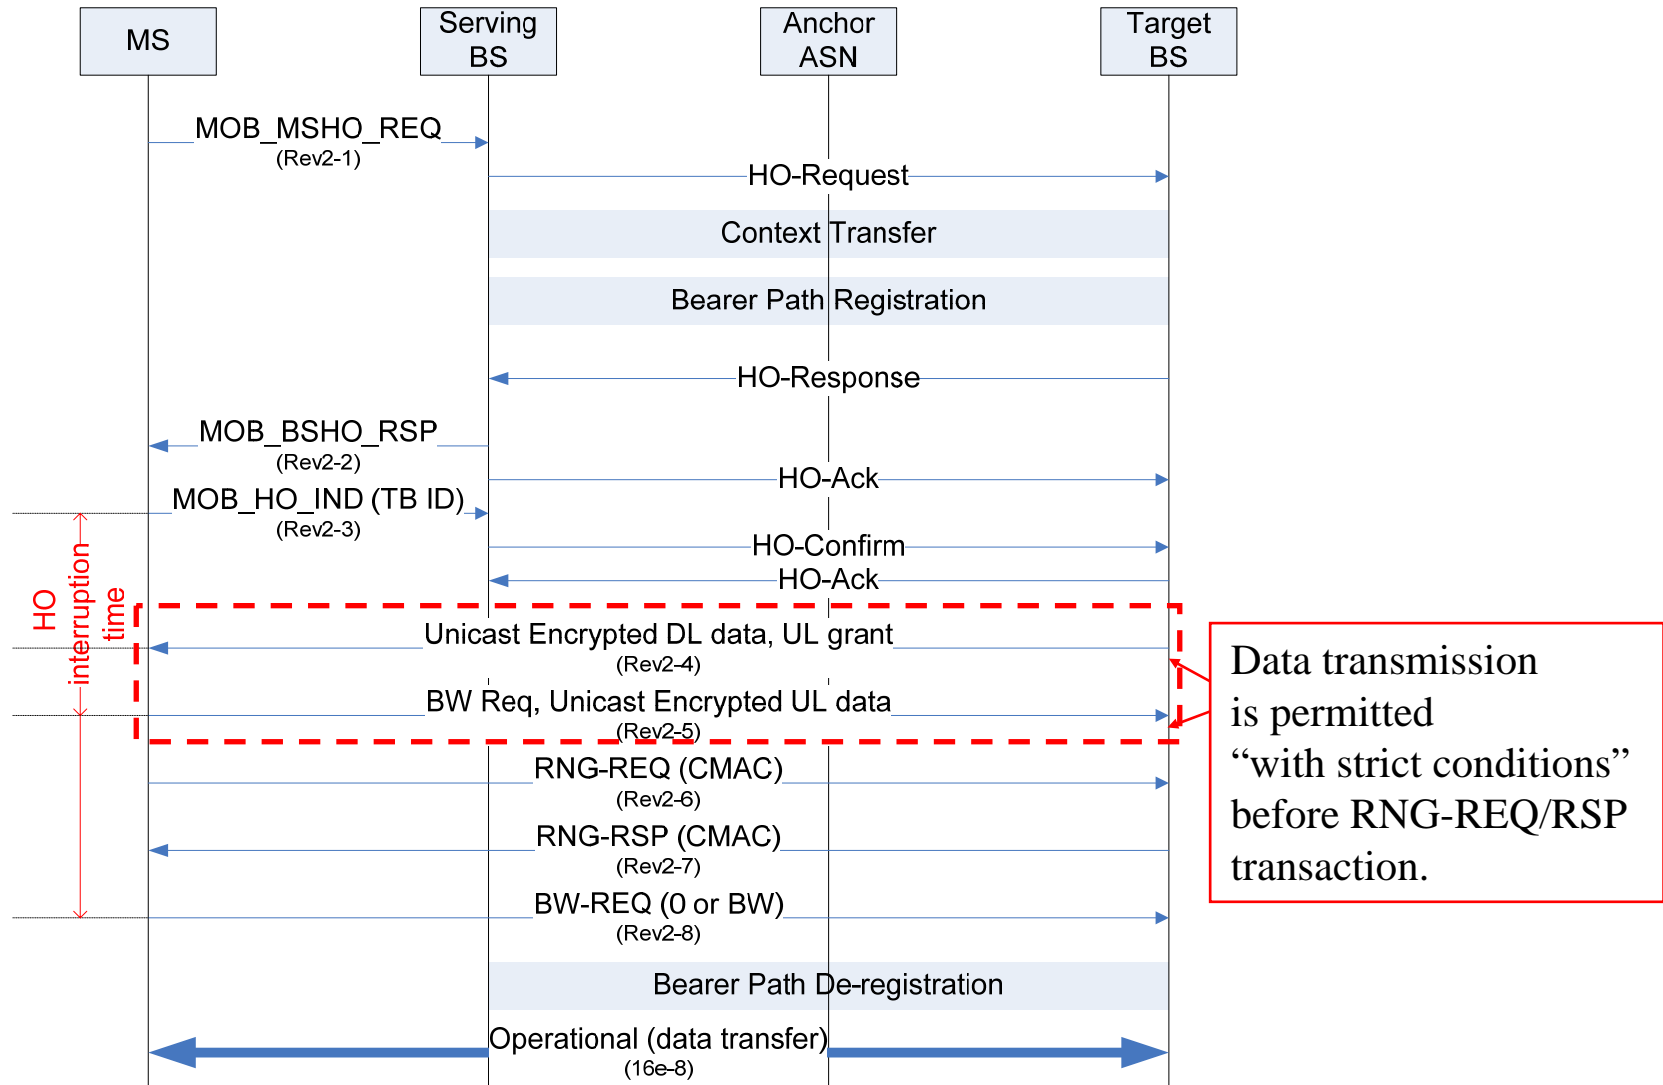 MS
Serving
BS
Anchor
ASN
Target
BS
MOB_MSHO_REQ
(Rev2-1)
HO-Request
Context Transfer
Bearer Path Registration
HO-Response
MOB_BSHO_RSP
(Rev2-2)
HO-Ack
MOB_HO_IND (TB ID)
(Rev2-3)
HO-Confirm
HO-Ack
HO
interruption
time
Unicast Encrypted DL data, UL grant
(Rev2-4)
BW Req, Unicast Encrypted UL data
(Rev2-5)
Data transmission
is permitted
“with strict conditions”
before RNG-REQ/RSP
transaction.
RNG-REQ (CMAC)
(Rev2-6)
RNG-RSP (CMAC)
(Rev2-7)
BW-REQ (0 or BW)
(Rev2-8)
Bearer Path De-registration
Operational (data transfer)
(16e-8)